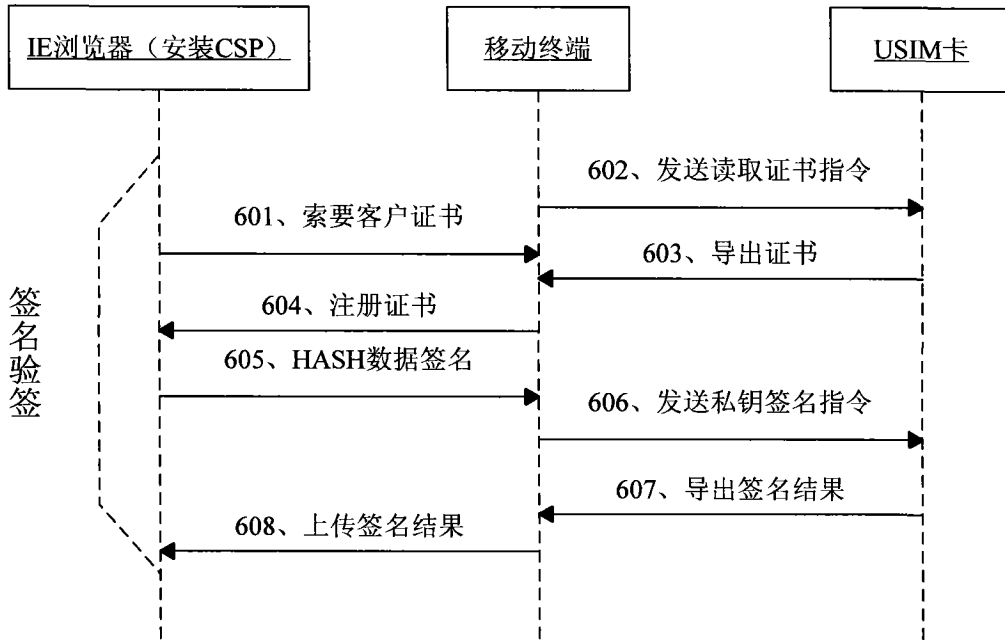 IE浏览器（安装CSP）
移动终端
USIM卡
602、发送读取证书指令
601、索要客户证书
603、导出证书
604、注册证书
605、HASH数据签名
606、发送私钥签名指令
607、导出签名结果
608、上传签名结果
签名验签